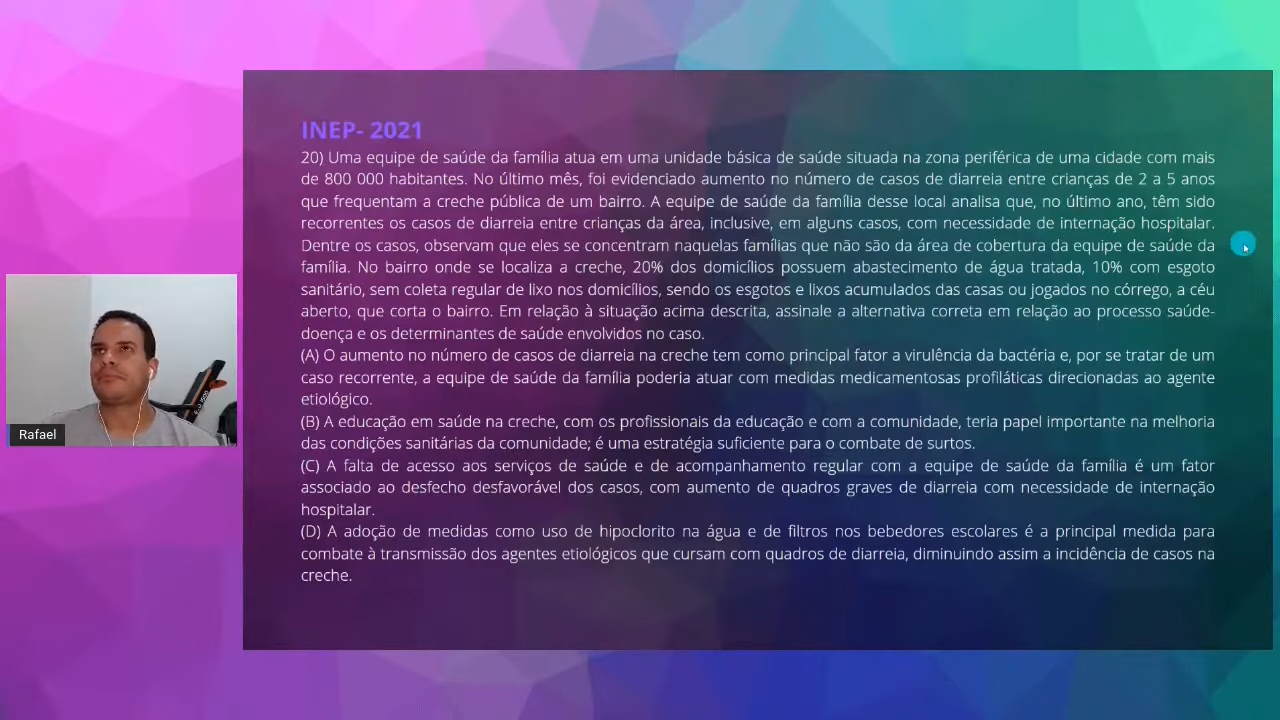 INEP- 2021
20) Uma equipe de saúde da família atua em uma unidade básica de saúde situada na zona periférica de uma cidade com mais
de 800 000 habitantes. No último mês, foi evidenciado aumento no número de casos de diarreia entre crianças de 2 a 5 anos
que frequentam a creche pública de um bairro. A equipe de saúde da família desse local analisa que, no último ano, têm sido
recorrentes os casos de diarreia entre crianças da área, inclusive, em alguns casos, com necessidade de internação hospitalar.
Dentre os casos, observam que eles se concentram naquelas famílias que não são da área de cobertura da equipe de saúde da
família. No bairro onde se localiza a creche, 20% dos domicílios possuem abastecimento de água tratada, 10% com esgoto
sanitário, sem coleta regular de lixo nos domicílios, sendo os esgotos e lixos acumulados das casas ou jogados no córrego, a céu
aberto, que corta o bairro. Em relação à situação acima descrita, assinale a alternativa correta em relação ao processo saúde-
doença e os determinantes de saúde envolvidos no caso.
(A) O aumento no número de casos de diarreia na creche tem como principal fator a virulência da bactéria e, por se tratar de um
caso recorrente, a equipe de saúde da família poderia atuar com medidas medicamentosas profiláticas direcionadas ao agente
etiológico.
(B) A educação em saúde na creche, com os profissionais da educação e com a comunidade, teria papel importante na melhoria
das condições sanitárias da comunidade; é uma estratégia suficiente para o combate de surtos.
(C) A falta de acesso aos serviços de saúde e de acompanhamento regular com a equipe de saúde da família é um fator
associado ao desfecho desfavorável dos casos, com aumento de quadros graves de diarreia com necessidade de internação
hospitalar.
(D) A adoção de medidas como uso de hipoclorito na água e de filtros nos bebedores escolares é a principal medida para
combate à transmissão dos agentes etiológicos que cursam com quadros de diarreia, diminuindo assim a incidência de casos na
creche.
Rafael